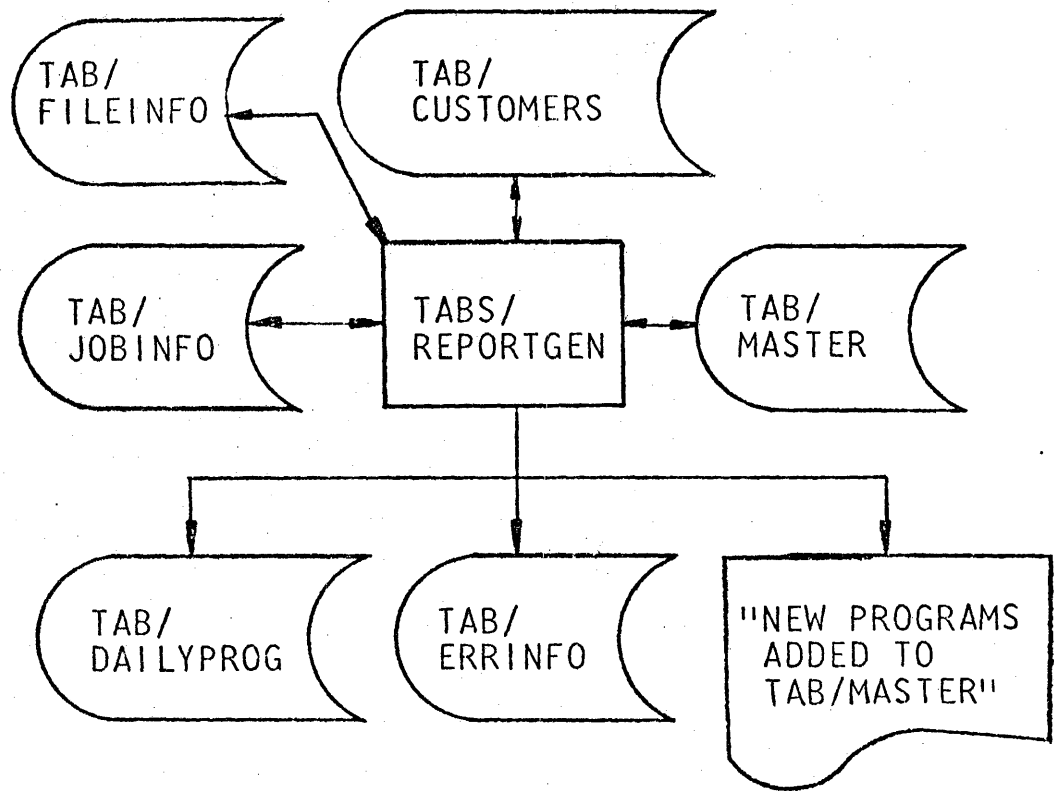 TAB/
FILEINFO
TAB/
CUSTOMERS
TAB/
JOBINFO
TABS/
REPORTGEN
TAB/
MASTER
TAB/
DAILYPROG
TAB/
ERRINFO
"NEW PROGRAMS
ADDED TO
TAB/MASTER"